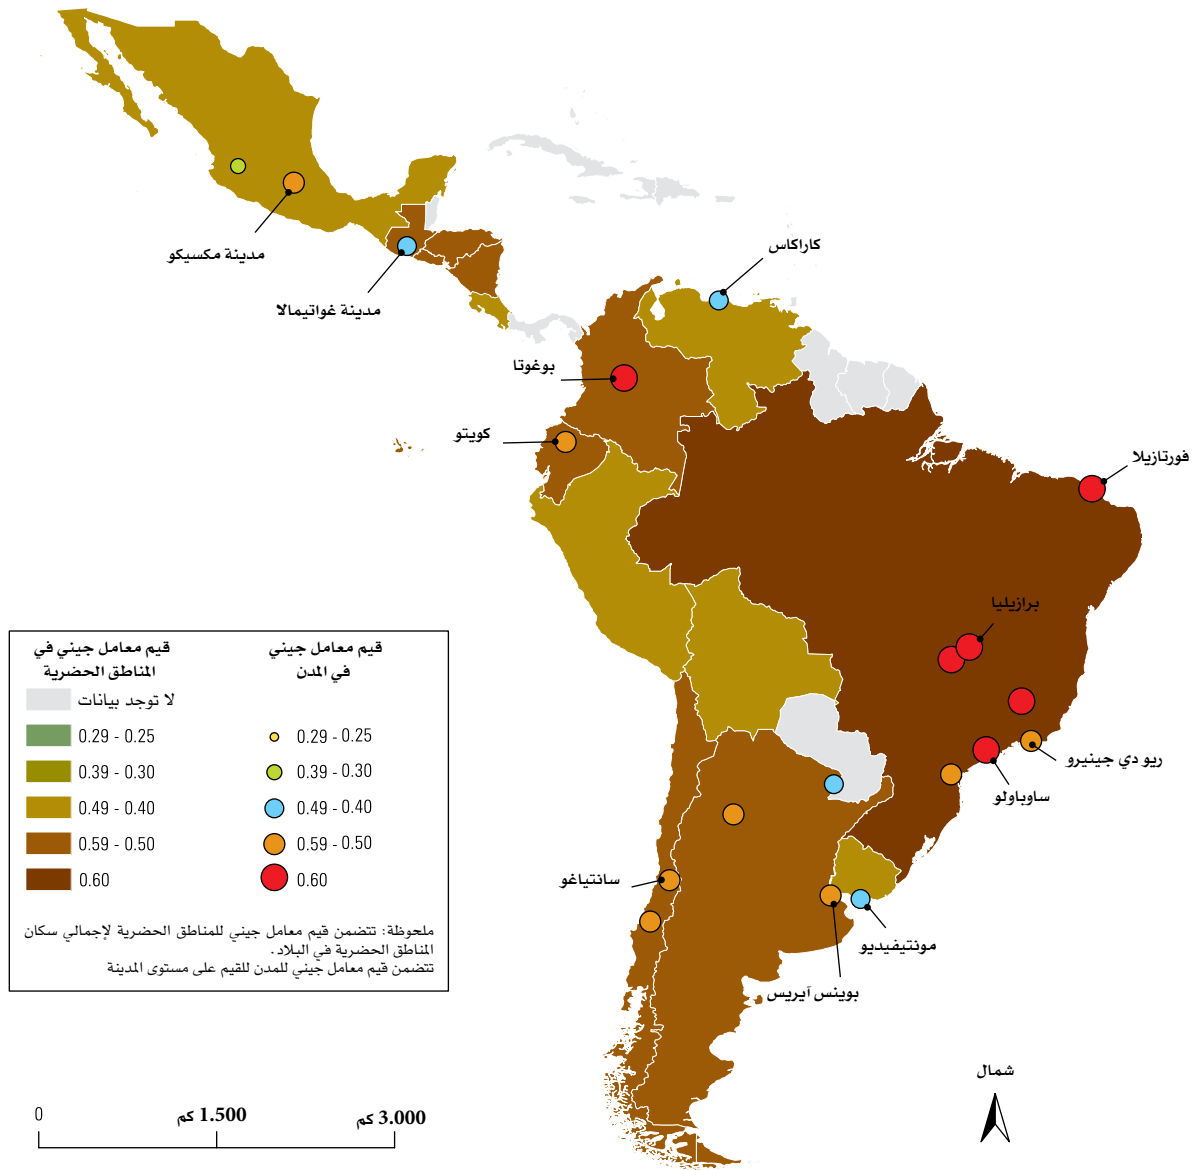 كاراكاس
مدينة مكسيكو
مدينة غواتيمالا
بوغوتا
كويتو
فورتازيلا
برازيليا
ريو دي جينيرو
ساوباولو
سانتياغو
مونتيفيديو
بوينس آيريس
قيم معامل جيني في
المناطق الحضرية
لا توجد بيانات
0.29 - 0.25
0.39 - 0.30
0.49 - 0.40
0.59 - 0.50
0.60
قيم معامل جيني
في المدن
0.29 - 0.25
0.39 - 0.30
0.49 - 0.40
0.59 - 0.50
0.60
ملحوظة: تتضمن قيم معامل جيني للمناطق الحضرية لإجمالي سكان
المناطق الحضرية في البلاد.
تتضمن قيم معامل جيني للمدن للقيم على مستوى المدينة
شمال
0
1.500 كم
3.000 كم